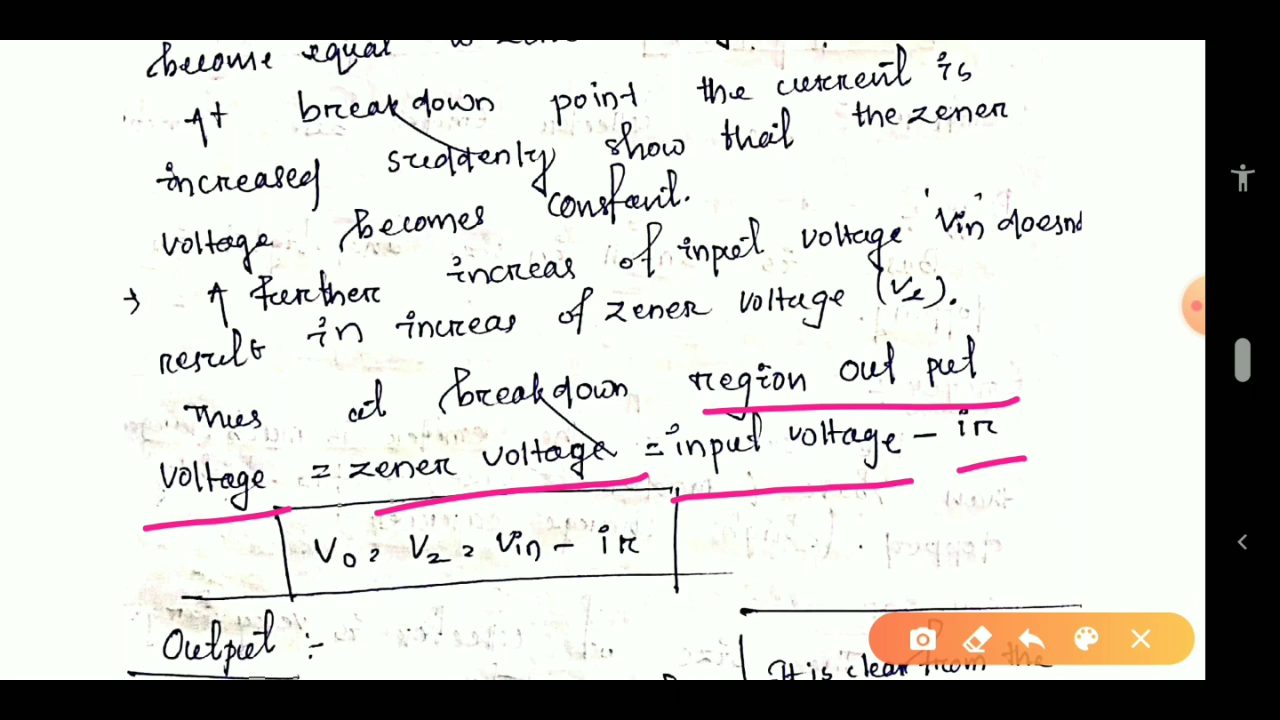 become equal
At breakdown point the current is
increased suddenly show that the zener
voltage becomes constant.
→ A further increas of input voltage 'Vin' doesn
result in increas of zener voltage (Vz).
Thus at breakdown region out put
voltage = zener voltage = input voltage - ir
V0 = Vz = Vin - ir
Output :-
It is clear from the